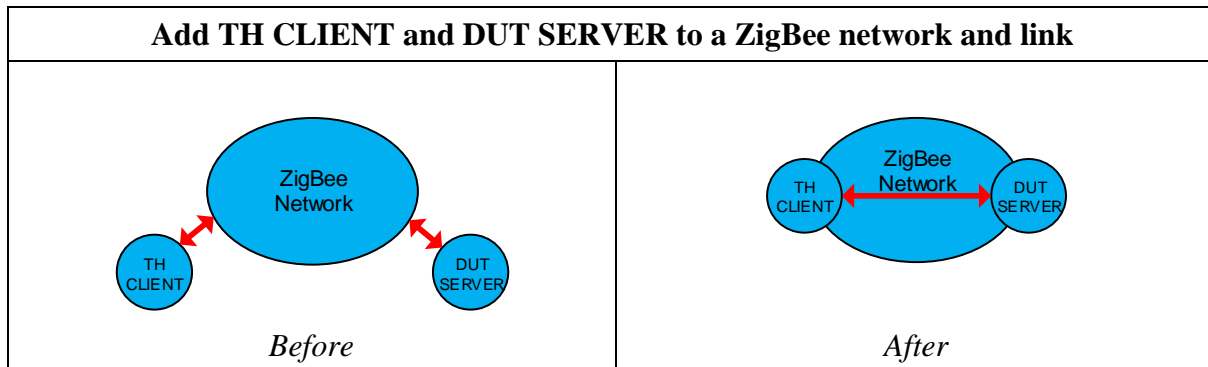 Add TH CLIENT and DUT SERVER to a ZigBee network and link
ZigBee
Network
TH
CLIENT
DUT
SERVER
Before
ZigBee
Network
TH
CLIENT
DUT
SERVER
After